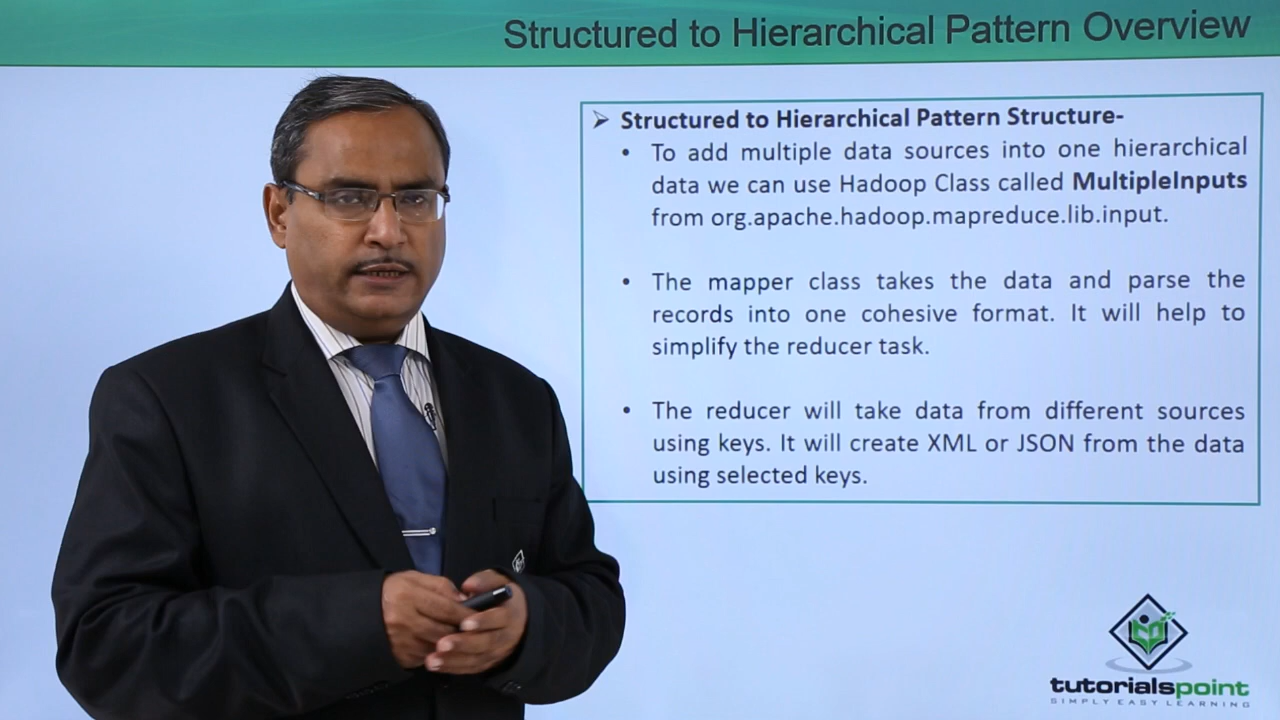 Structured to Hierarchical Pattern Overview
➢ Structured to Hierarchical Pattern Structure-
• To add multiple data sources into one hierarchical
data we can use Hadoop Class called MultipleInputs
from org.apache.hadoop.mapreduce.lib.input.
• The mapper class takes the data and parse the
records into one cohesive format. It will help to
simplify the reducer task.
• The reducer will take data from different sources
using keys. It will create XML or JSON from the data
using selected keys.
tutorialspoint
SIMPLY EASY LEARNING